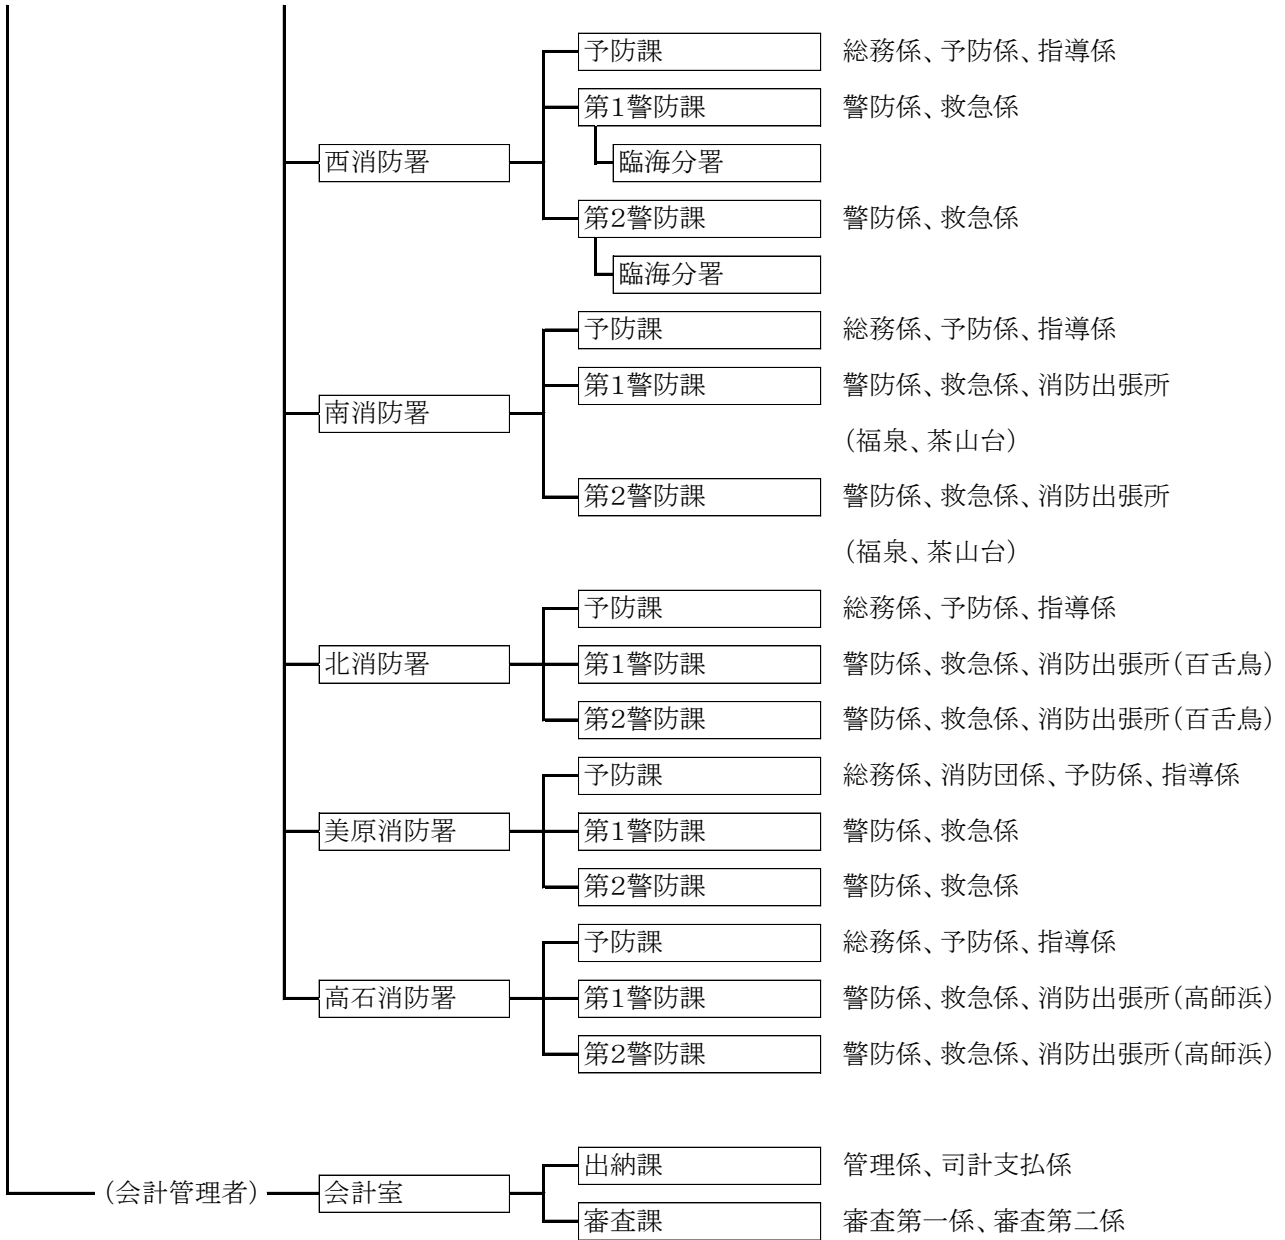 予防課 総務係、予防係、指導係
第1警防課 警防係、救急係
西消防署 臨海分署
第2警防課 警防係、救急係
臨海分署
予防課 総務係、予防係、指導係
第1警防課 警防係、救急係、消防出張所
南消防署 (福泉、茶山台)
第2警防課 警防係、救急係、消防出張所
(福泉、茶山台)
予防課 総務係、予防係、指導係
北消防署 第1警防課 警防係、救急係、消防出張所(百舌鳥)
第2警防課 警防係、救急係、消防出張所(百舌鳥)
予防課 総務係、消防団係、予防係、指導係
美原消防署 第1警防課 警防係、救急係
第2警防課 警防係、救急係
予防課 総務係、予防係、指導係
高石消防署 第1警防課 警防係、救急係、消防出張所(高師浜)
第2警防課 警防係、救急係、消防出張所(高師浜)
出納課 管理係、司計支払係
(会計管理者) 会計室
審査課 審査第一係、審査第二係